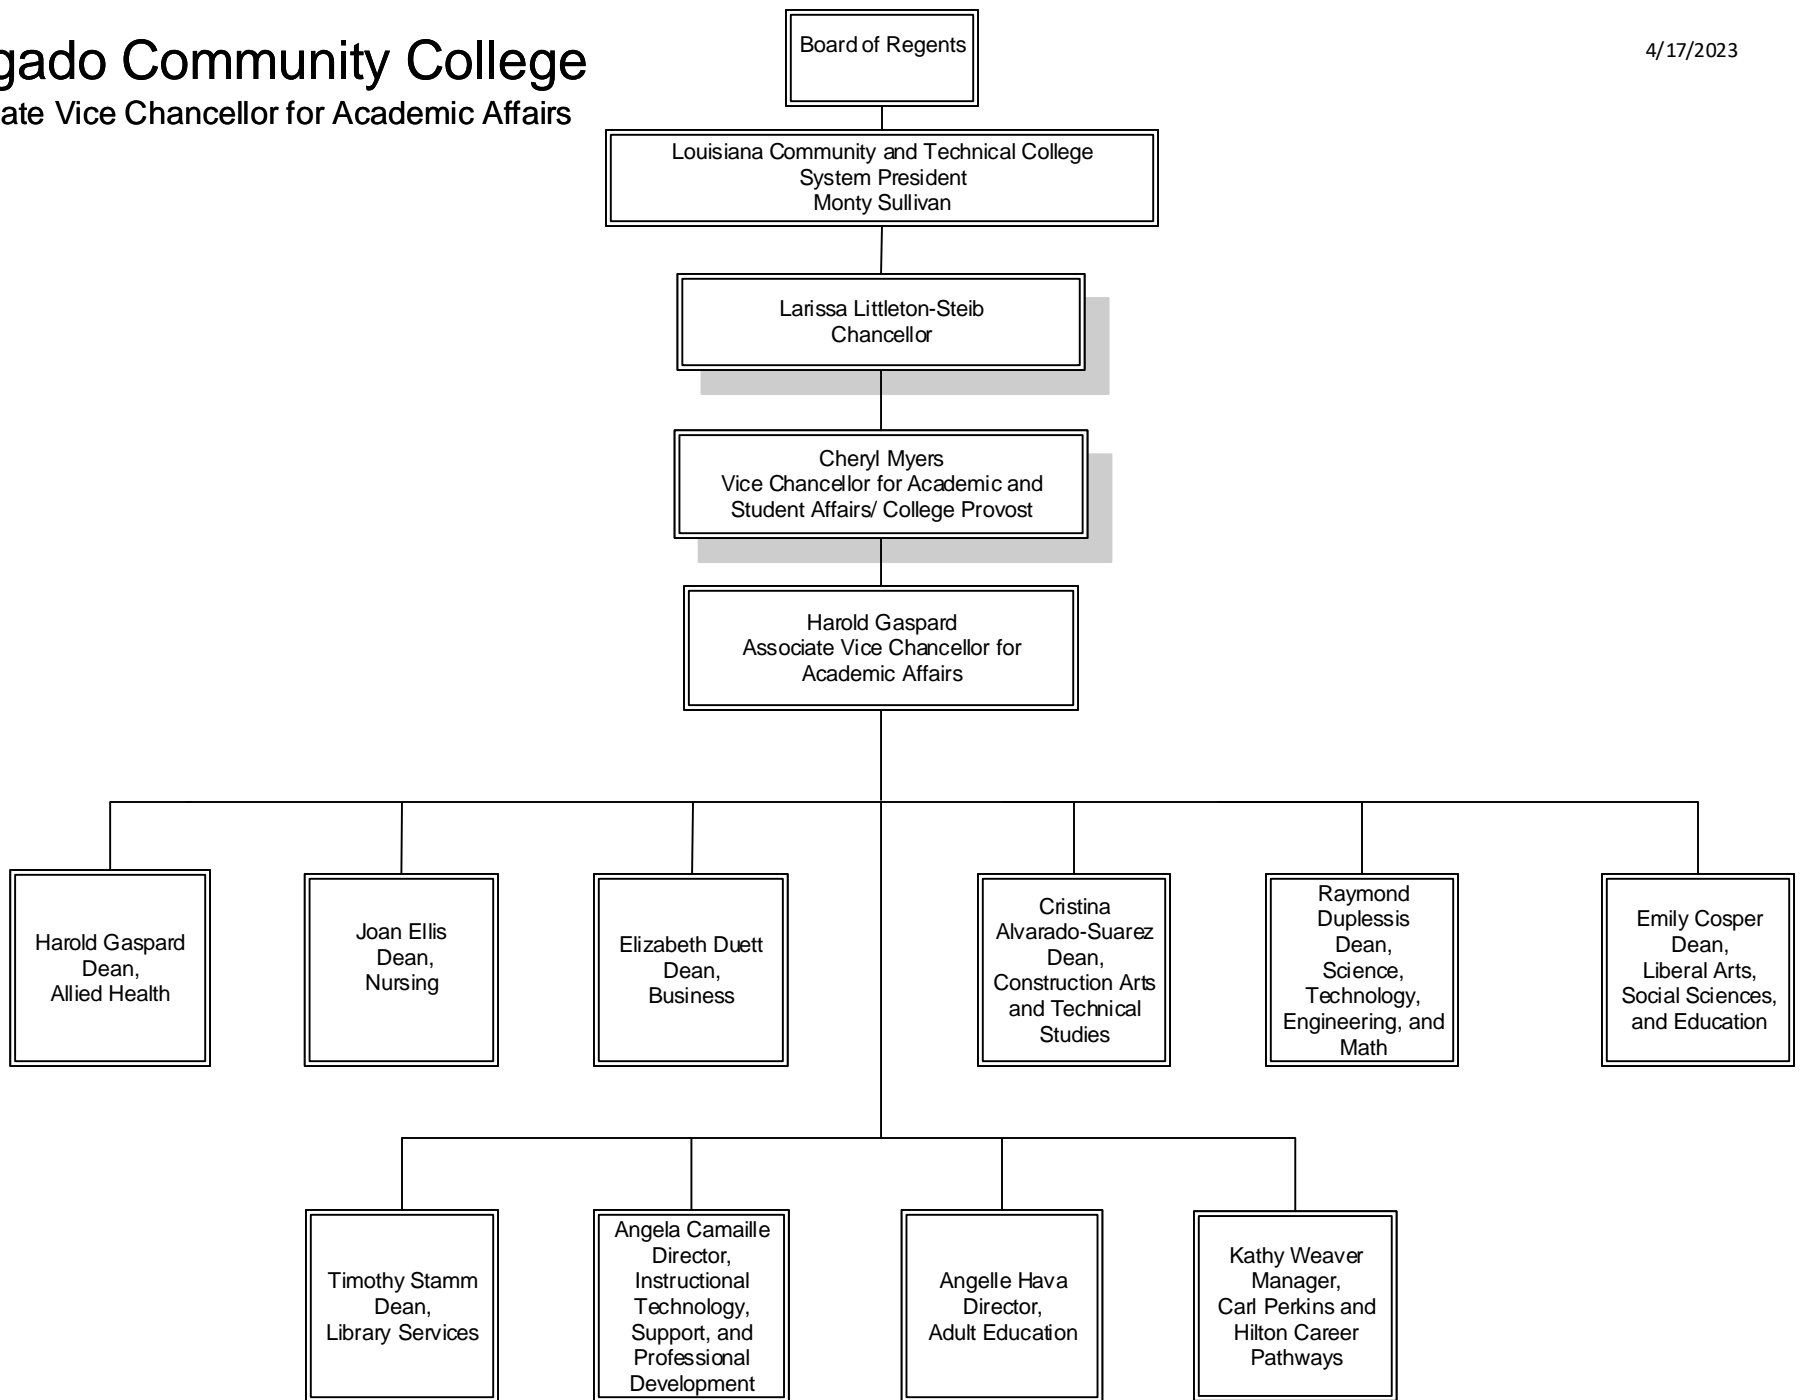 gado Community College
ate Vice Chancellor for Academic Affairs
4/17/2023
Board of Regents
Louisiana Community and Technical College
System President
Monty Sullivan
Larissa Littleton-Steib
Chancellor
Cheryl Myers
Vice Chancellor for Academic and
Student Affairs/ College Provost
Harold Gaspard
Associate Vice Chancellor for
Academic Affairs
Harold Gaspard
Dean,
Allied Health
Joan Ellis
Dean,
Nursing
Elizabeth Duett
Dean,
Business
Cristina
Alvarado-Suarez
Dean,
Construction Arts
and Technical
Studies
Raymond
Duplessis
Dean,
Science,
Technology,
Engineering, and
Math
Emily Cosper
Dean,
Liberal Arts,
Social Sciences,
and Education
Timothy Stamm
Dean,
Library Services
Angela Camaille
Director,
Instructional
Technology,
Support, and
Professional
Development
Angelle Hava
Director,
Adult Education
Kathy Weaver
Manager,
Carl Perkins and
Hilton Career
Pathways